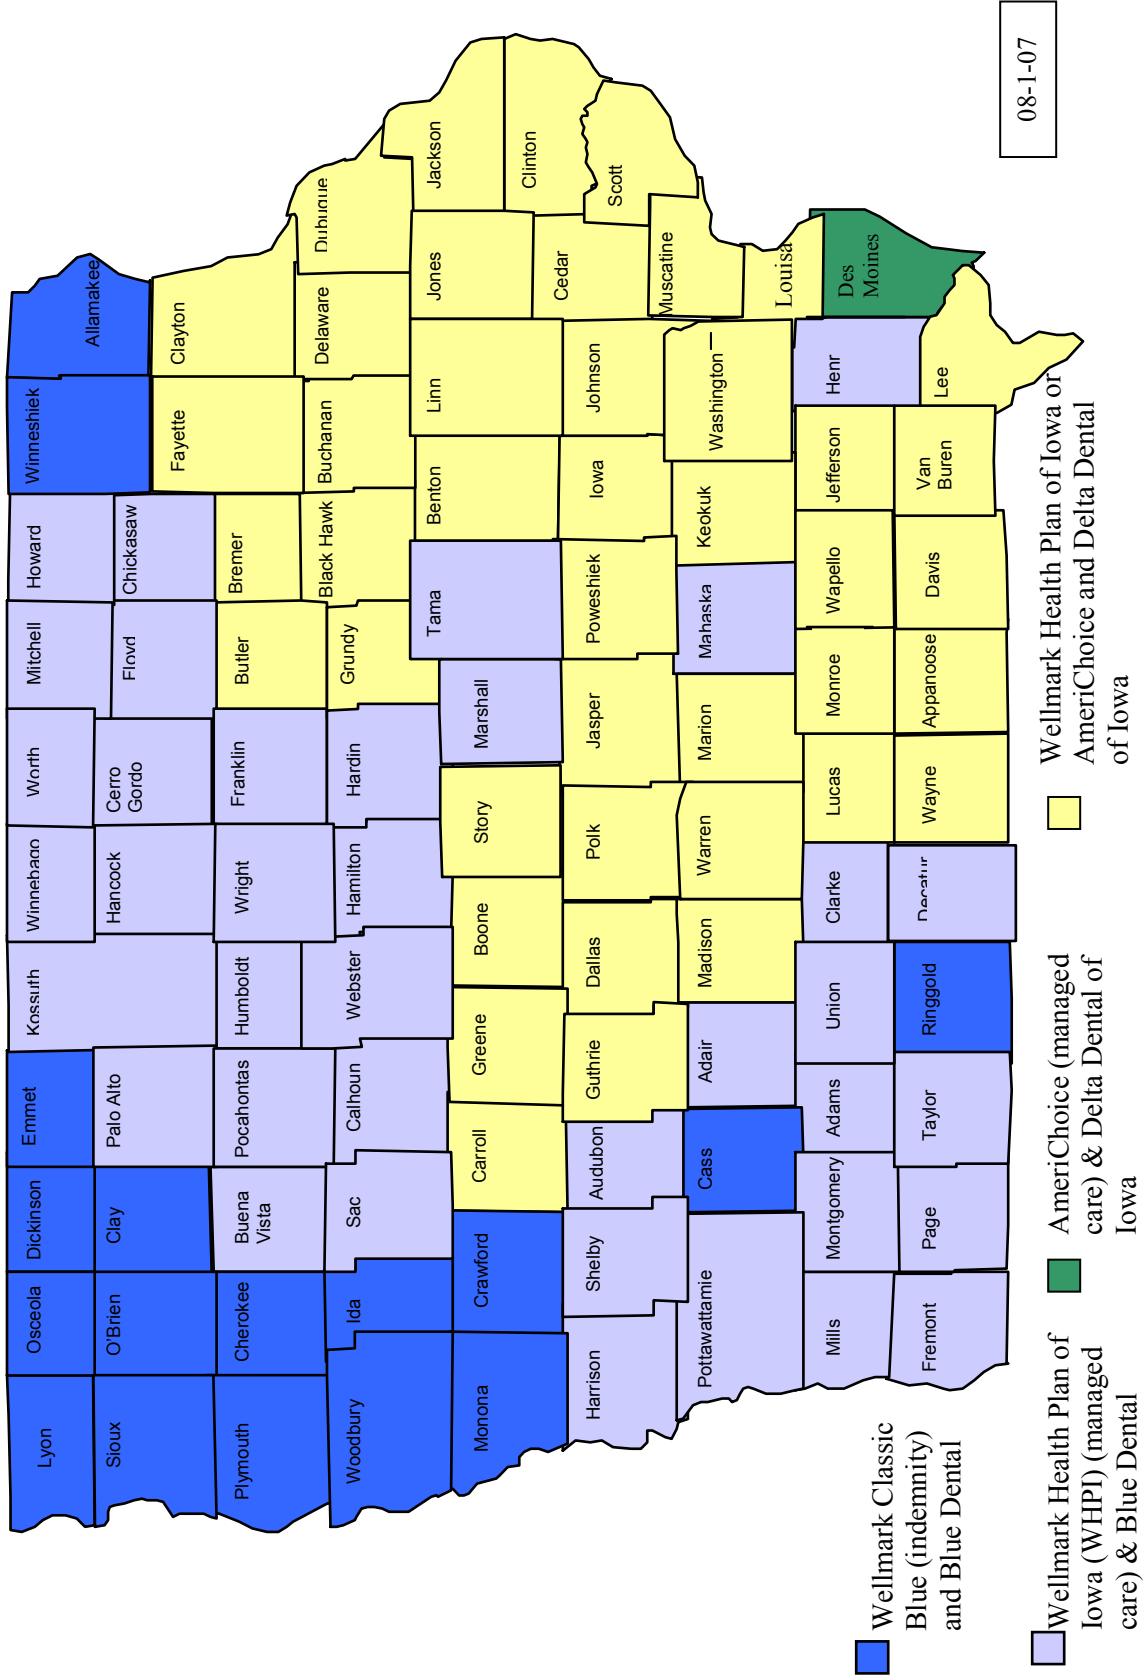 Lyon
Osceola
Dickinson
Emmet
Kossuth
Winnebago
Worth
Mitchell
Howard
Winneshiek
Allamakee
Sioux
O'Brien
Clay
Palo Alto
Hancock
Cerro
Gordo
Floyd
Chickasaw
Fayette
Clayton
Plymouth
Cherokee
Buena
Vista
Pocahontas
Humboldt
Wright
Franklin
Butler
Bremer
Woodbury
Ida
Sac
Calhoun
Webster
Hamilton
Hardin
Grundy
Black Hawk
Buchanan
Delaware
Dubuque
Monona
Crawford
Carroll
Greene
Boone
Story
Marshall
Tama
Benton
Linn
Jones
Jackson
Clinton
Harrison
Shelby
Audubon
Guthrie
Dallas
Polk
Jasper
Poweshiek
Iowa
Johnson
Cedar
Scott
Muscatine
Pottawattamie
Cass
Adair
Madison
Warren
Marion
Mahaska
Keokuk
Washington
Louisa
Mills
Montgomery
Adams
Union
Clarke
Lucas
Monroe
Wapello
Jefferson
Henr
Des
Moines
Fremont
Page
Taylor
Ringgold
Decatur
Wayne
Appanoose
Davis
Van
Buren
Lee
08-1-07
Wellmark Classic
Blue (indemnity)
and Blue Dental
Wellmark Health Plan of
Iowa (WHPI) (managed
care) & Blue Dental
AmeriChoice (managed
care) & Delta Dental of
Iowa
Wellmark Health Plan of Iowa or
AmeriChoice and Delta Dental
of Iowa